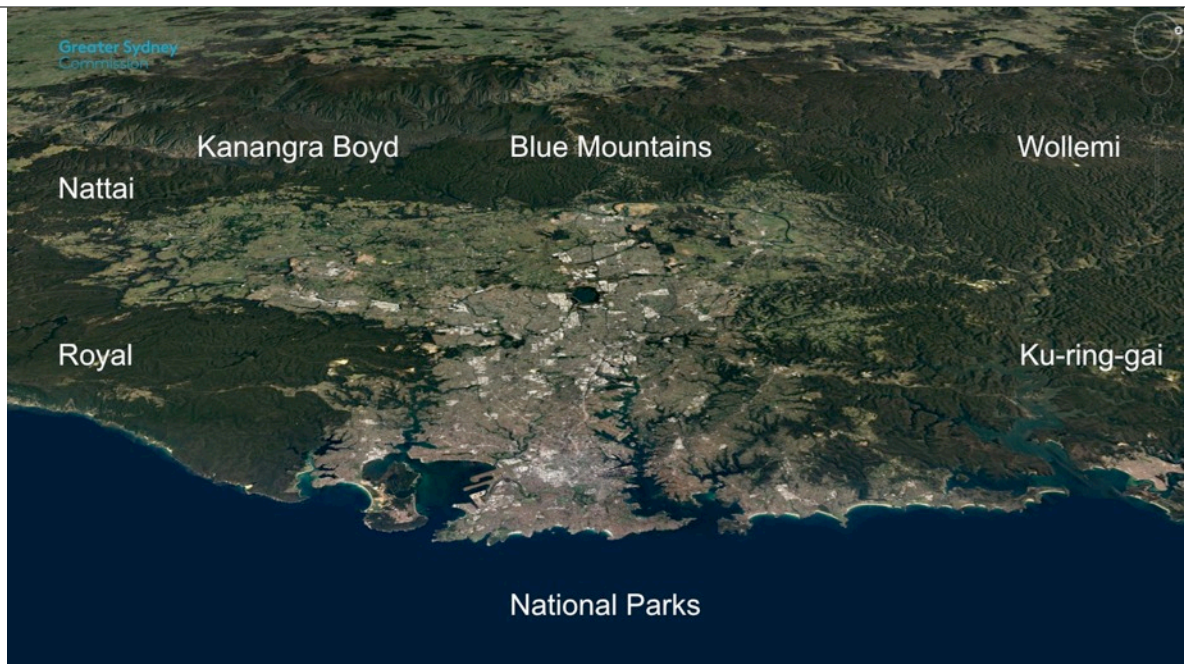 Greater Sydney
Commission
Kanangra Boyd
Blue Mountains
Wollemi
Nattai
Royal
Ku-ring-gai
National Parks